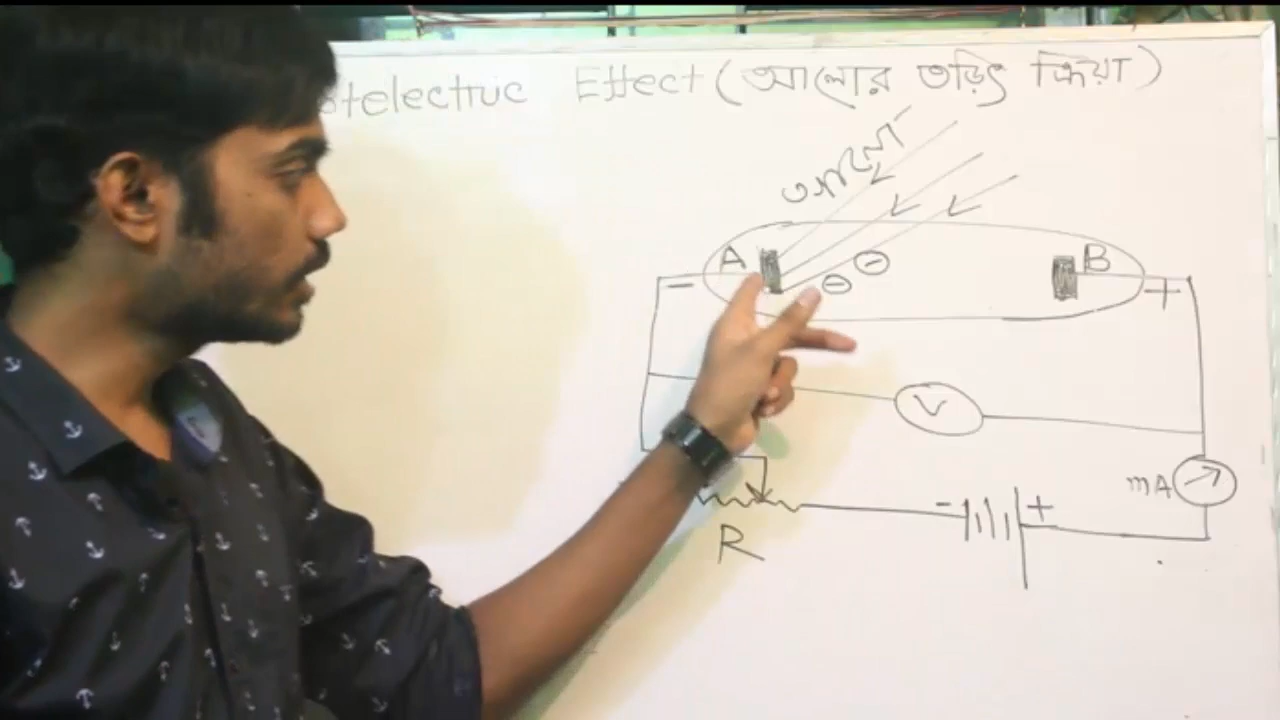 otelectric Effect (আলোর তড়িৎ ক্রিয়া)
আলো
A
B
−
⊖ ⊖
+
V
mA
− +
R